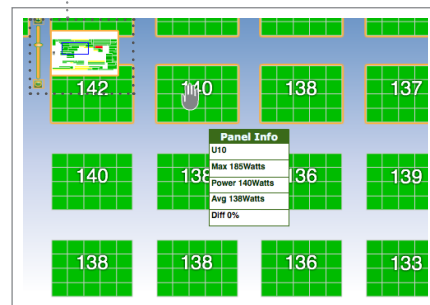 142 140 138 137
Panel Info
U10
Max 185Watts
Power 140Watts
Avg 138Watts
Diff 0%
140 138 136 139
138 138 136 133